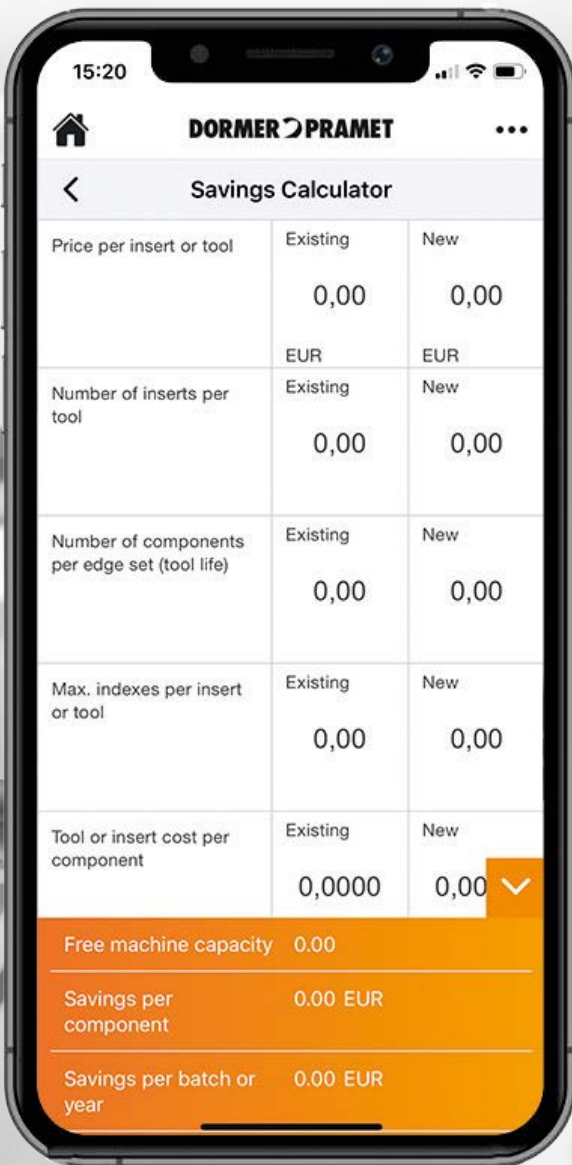 15:20
DORMER PRAMET
Savings Calculator
Price per insert or tool
Existing
New
0,00
0,00
EUR
EUR
Number of inserts per
tool
Existing
New
0,00
0,00
Number of components
per edge set (tool life)
Existing
New
0,00
0,00
Max. indexes per insert
or tool
Existing
New
0,00
0,00
Tool or insert cost per
component
Existing
New
0,0000
0,00
Free machine capacity 0.00
Savings per
component
0.00 EUR
Savings per batch or
year
0.00 EUR